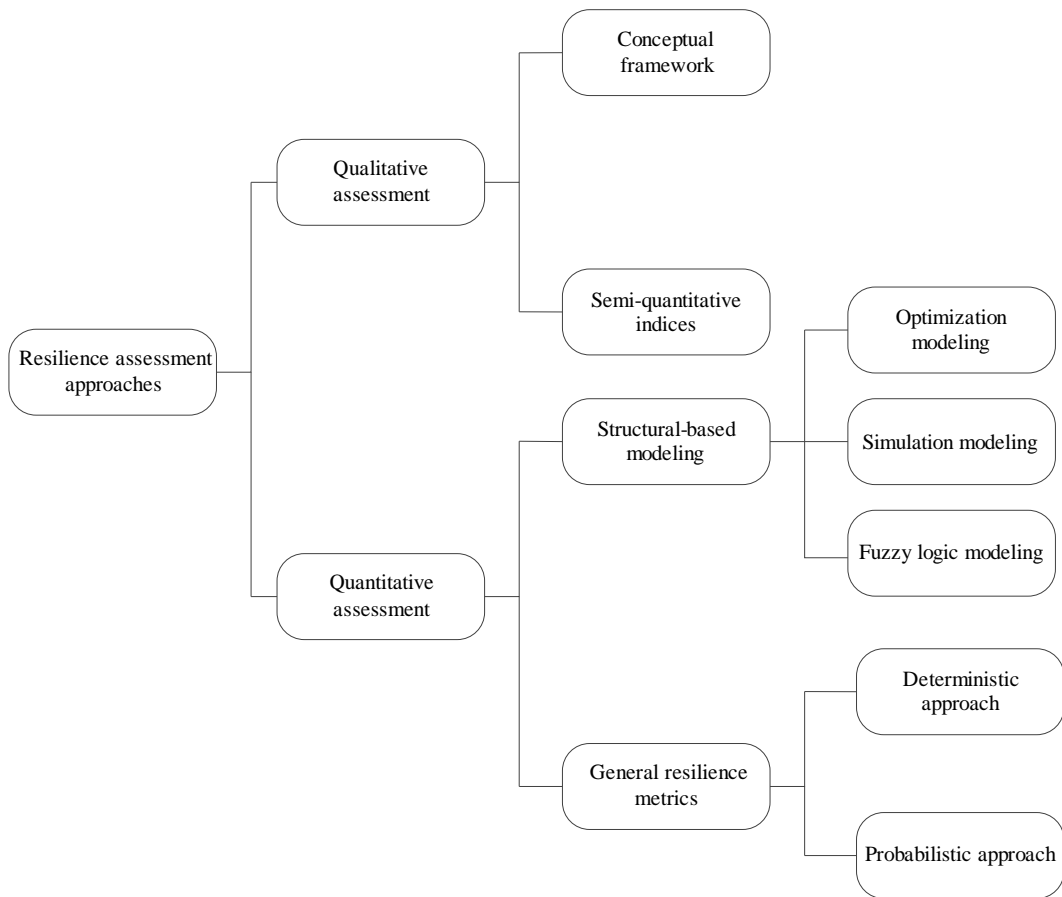 Conceptual
framework
Qualitative
assessment
Semi-quantitative
indices
Resilience assessment
approaches
Optimization
modeling
Structural-based
modeling
Simulation modeling
Fuzzy logic modeling
Quantitative
assessment
Deterministic
approach
General resilience
metrics
Probabilistic approach